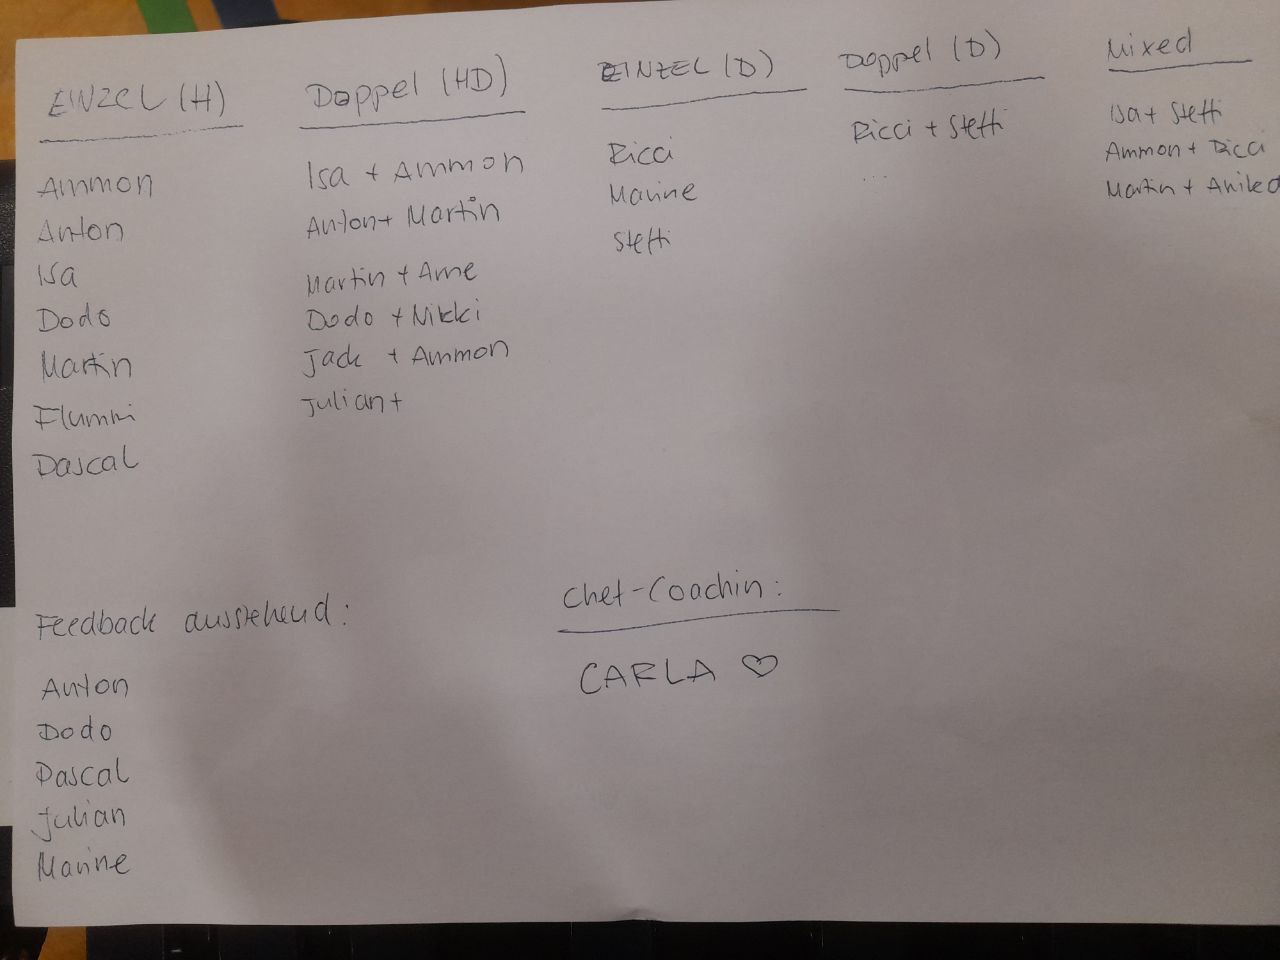 EINZEL (H)
Ammon
Anton
Isa
Dodo
Martin
Flummi
Pascal
Doppel (HD)
Isa + Ammon
Anton + Martin
Martin + Arne
Dodo + Nikki
Jack + Ammon
Julian +
EINZEL (D)
Ricci
Marine
Steffi
Doppel (D)
Ricci + Steffi
...
Mixed
Isa + Steffi
Ammon + Ricci
Martin +
Feedback ausstehend:
Anton
Dodo
Pascal
Julian
Marine
Chef-Coachin:
CARLA ♡